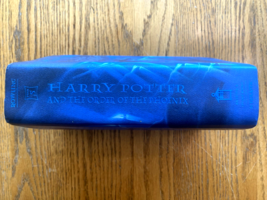 HARRY POTTER
AND THE ORDER OF THE PHOENIX